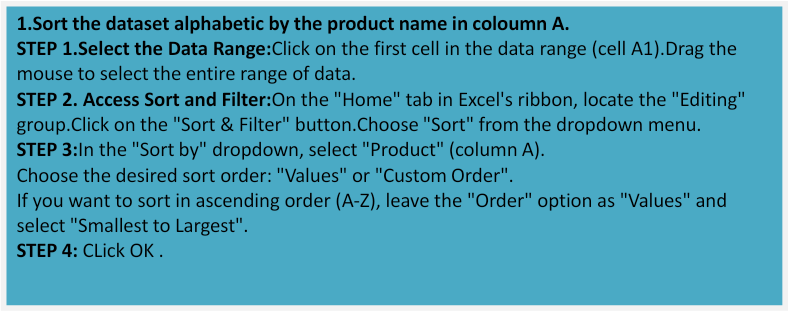 1.Sort the dataset alphabetic by the product name in coloumn A.
STEP 1.Select the Data Range:Click on the first cell in the data range (cell A1).Drag the
mouse to select the entire range of data.
STEP 2. Access Sort and Filter:On the "Home" tab in Excel's ribbon, locate the "Editing"
group.Click on the "Sort & Filter" button.Choose "Sort" from the dropdown menu.
STEP 3:In the "Sort by" dropdown, select "Product" (column A).
Choose the desired sort order: "Values" or "Custom Order".
If you want to sort in ascending order (A-Z), leave the "Order" option as "Values" and
select "Smallest to Largest".
STEP 4: CLick OK .